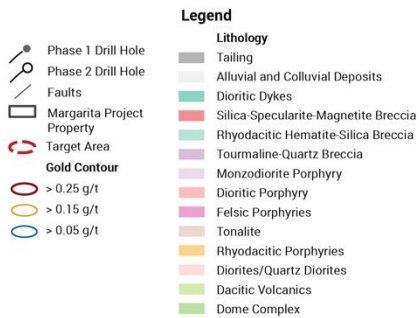 Legend
Phase 1 Drill Hole
Phase 2 Drill Hole
Faults
Margarita Project
Property
Target Area
Gold Contour
> 0.25 g/t
> 0.15 g/t
> 0.05 g/t
Lithology
Tailing
Alluvial and Colluvial Deposits
Dioritic Dykes
Silica-Specularite-Magnetite Breccia
Rhyodacitic Hematite-Silica Breccia
Tourmaline-Quartz Breccia
Monzodiorite Porphyry
Dioritic Porphyry
Felsic Porphyries
Tonalite
Rhyodacitic Porphyries
Diorites/Quartz Diorites
Dacitic Volcanics
Dome Complex